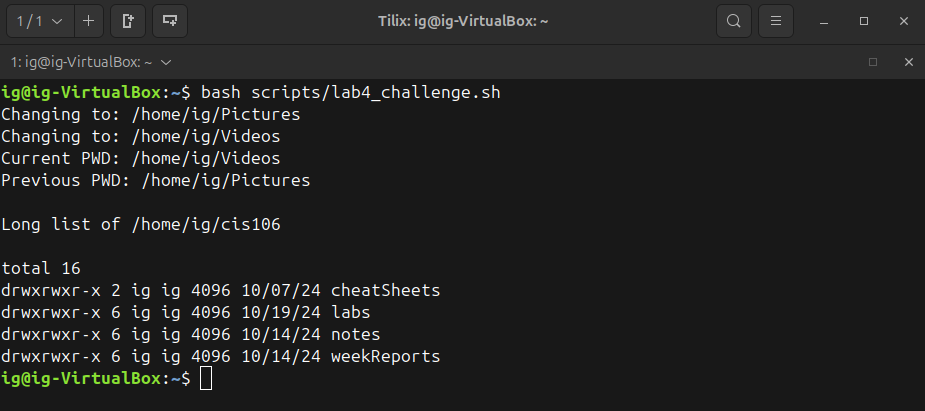 1 / 1
Tilix: ig@ig-VirtualBox: ~
1: ig@ig-VirtualBox: ~
ig@ig-VirtualBox:~$ bash scripts/lab4_challenge.sh
Changing to: /home/ig/Pictures
Changing to: /home/ig/Videos
Current PWD: /home/ig/Videos
Previous PWD: /home/ig/Pictures
Long list of /home/ig/cis106
total 16
drwxrwxr-x 2 ig ig 4096 10/07/24 cheatSheets
drwxrwxr-x 6 ig ig 4096 10/19/24 labs
drwxrwxr-x 6 ig ig 4096 10/14/24 notes
drwxrwxr-x 6 ig ig 4096 10/14/24 weekReports
ig@ig-VirtualBox:~$